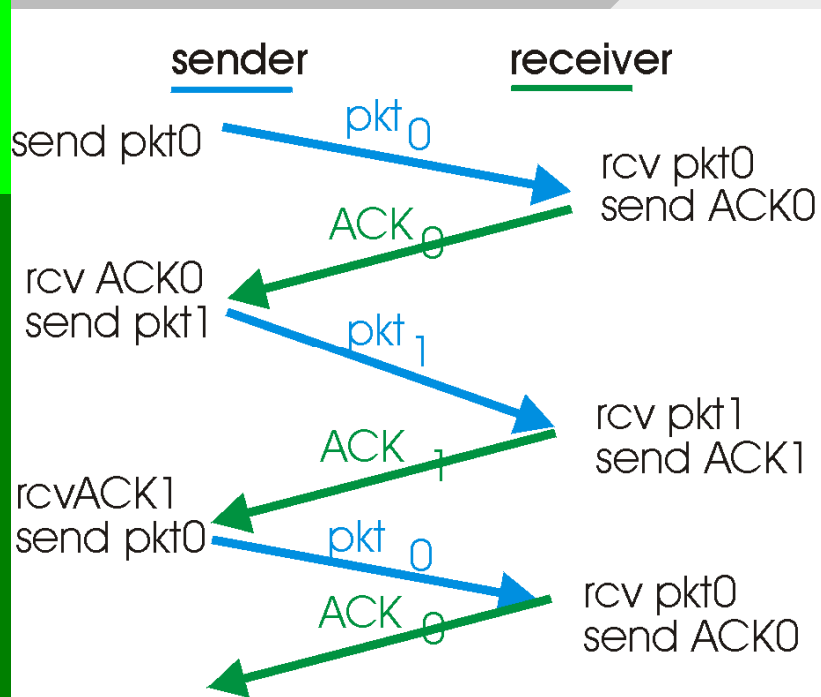 sender receiver
send pkt0
pkt0
rcv pkt0
send ACK0
ACK0
rcv ACK0
send pkt1
pkt1
rcv pkt1
send ACK1
ACK1
rcvACK1
send pkt0
pkt0
rcv pkt0
send ACK0
ACK0